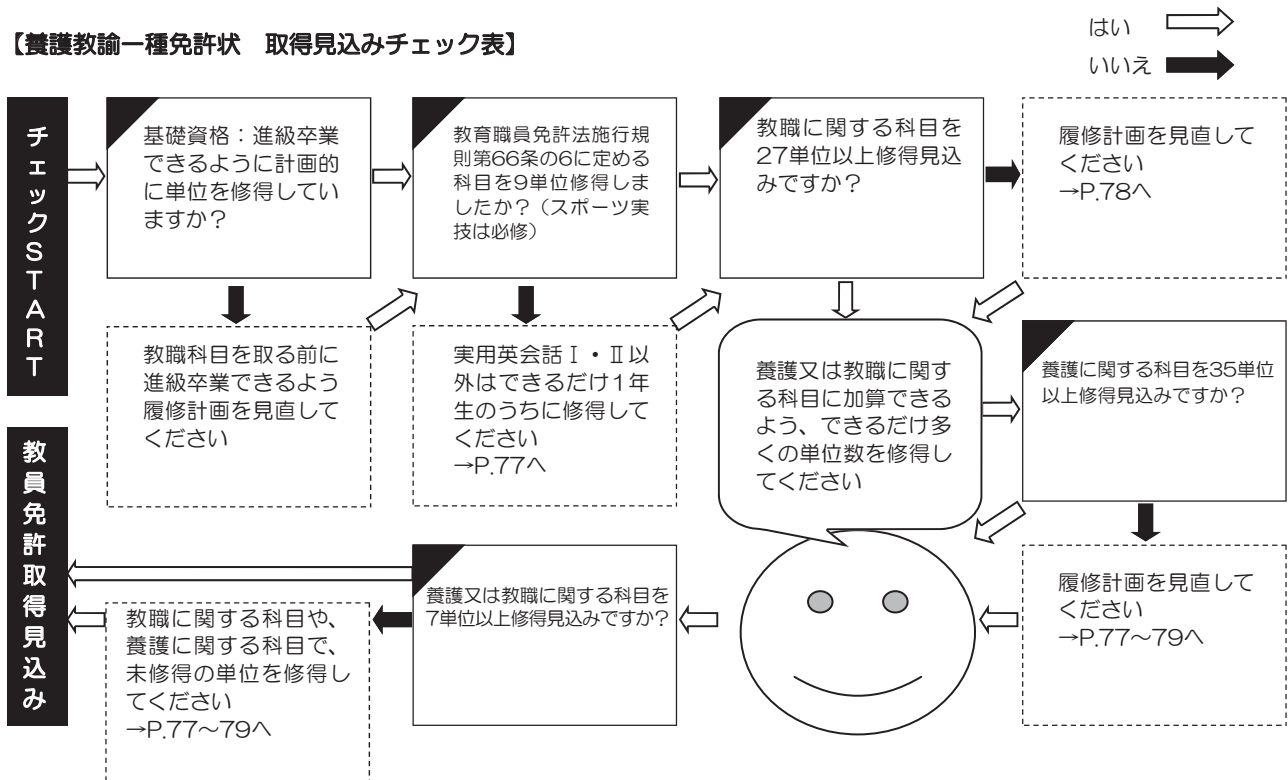 【養護教諭一種免許状　取得見込みチェック表】
はい
いいえ
チェックSTART
基礎資格：進級卒業
できるように計画的
に単位を修得してい
ますか？
教育職員免許法施行規
則第66条の6に定める
科目を9単位修得しま
したか？（スポーツ実
技は必修）
教職に関する科目を
27単位以上修得見込
みですか？
履修計画を見直して
ください
→P.78へ
教職科目を取る前に
進級卒業できるよう
履修計画を見直して
ください
実用英会話Ⅰ・Ⅱ以
外はできるだけ1年
生のうちに修得して
ください
→P.77へ
養護又は教職に関す
る科目に加算できる
よう、できるだけ多
くの単位数を修得し
てください
養護に関する科目を35単位
以上修得見込みですか？
履修計画を見直して
ください
→P.77～79へ
養護又は教職に関する科目を
7単位以上修得見込みですか？
教職に関する科目や、
養護に関する科目で、
未修得の単位を修得し
てください
→P.77～79へ
教員免許取得見込み